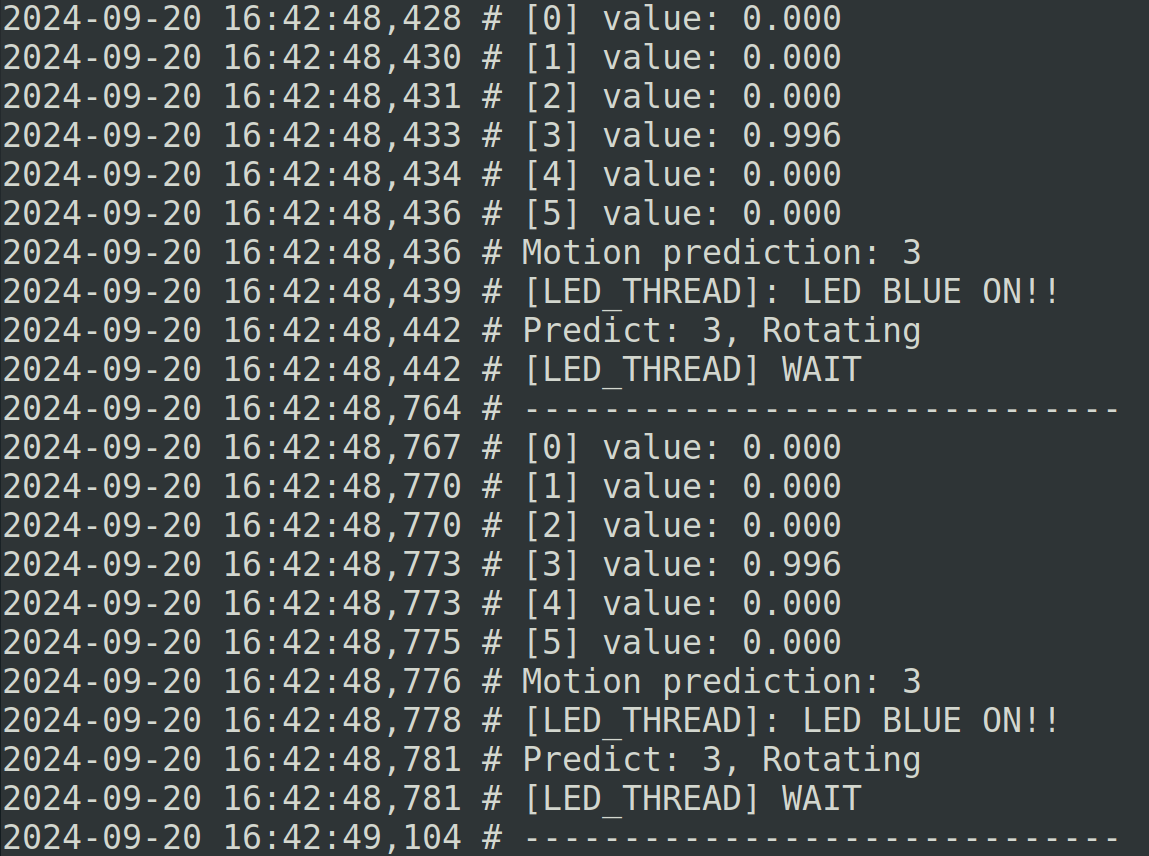 2024-09-20 16:42:48,428 # [0] value: 0.000
2024-09-20 16:42:48,430 # [1] value: 0.000
2024-09-20 16:42:48,431 # [2] value: 0.000
2024-09-20 16:42:48,433 # [3] value: 0.996
2024-09-20 16:42:48,434 # [4] value: 0.000
2024-09-20 16:42:48,436 # [5] value: 0.000
2024-09-20 16:42:48,436 # Motion prediction: 3
2024-09-20 16:42:48,439 # [LED_THREAD]: LED BLUE ON!!
2024-09-20 16:42:48,442 # Predict: 3, Rotating
2024-09-20 16:42:48,442 # [LED_THREAD] WAIT
2024-09-20 16:42:48,764 # ------------------------------
2024-09-20 16:42:48,767 # [0] value: 0.000
2024-09-20 16:42:48,770 # [1] value: 0.000
2024-09-20 16:42:48,770 # [2] value: 0.000
2024-09-20 16:42:48,773 # [3] value: 0.996
2024-09-20 16:42:48,773 # [4] value: 0.000
2024-09-20 16:42:48,775 # [5] value: 0.000
2024-09-20 16:42:48,776 # Motion prediction: 3
2024-09-20 16:42:48,778 # [LED_THREAD]: LED BLUE ON!!
2024-09-20 16:42:48,781 # Predict: 3, Rotating
2024-09-20 16:42:48,781 # [LED_THREAD] WAIT
2024-09-20 16:42:49,104 # ------------------------------